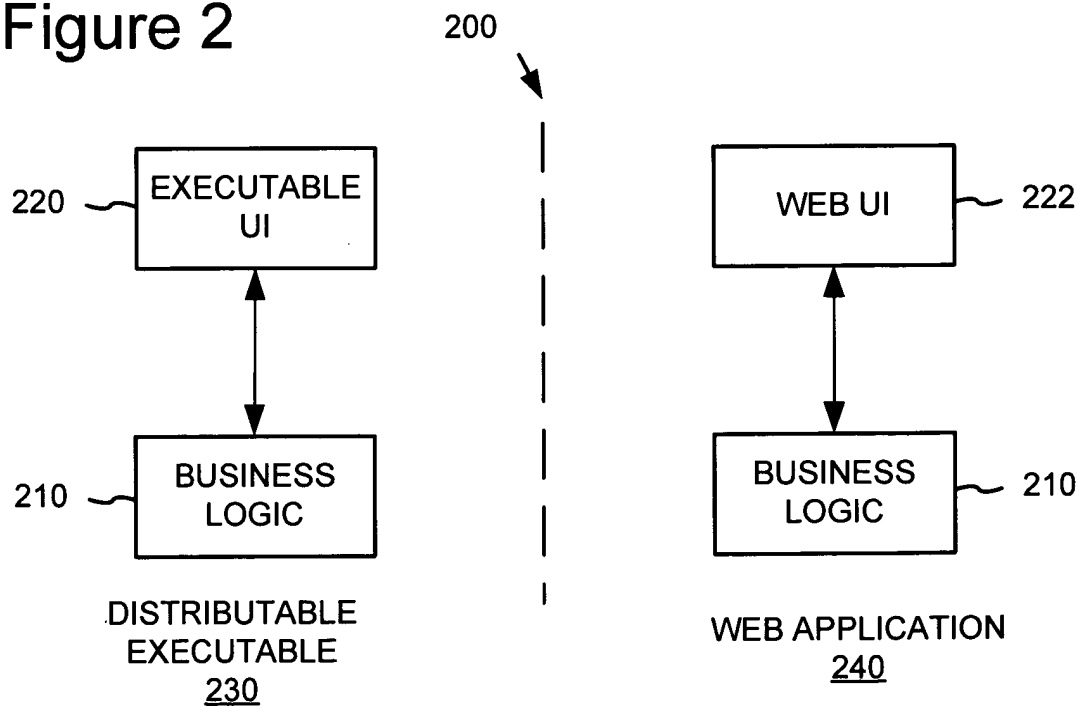 Figure 2
200
EXECUTABLE
UI
220
WEB UI
222
BUSINESS
LOGIC
210
BUSINESS
LOGIC
210
DISTRIBUTABLE
EXECUTABLE
230
WEB APPLICATION
240